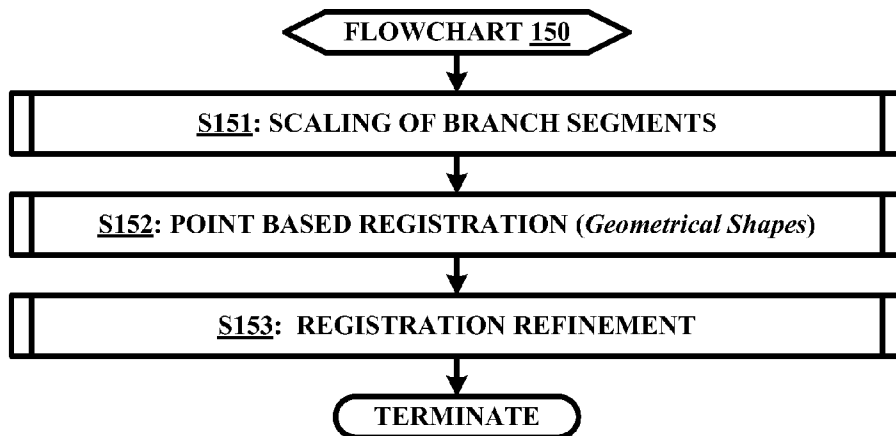 FLOWCHART 150
S151: SCALING OF BRANCH SEGMENTS
S152: POINT BASED REGISTRATION (Geometrical Shapes)
S153: REGISTRATION REFINEMENT
TERMINATE